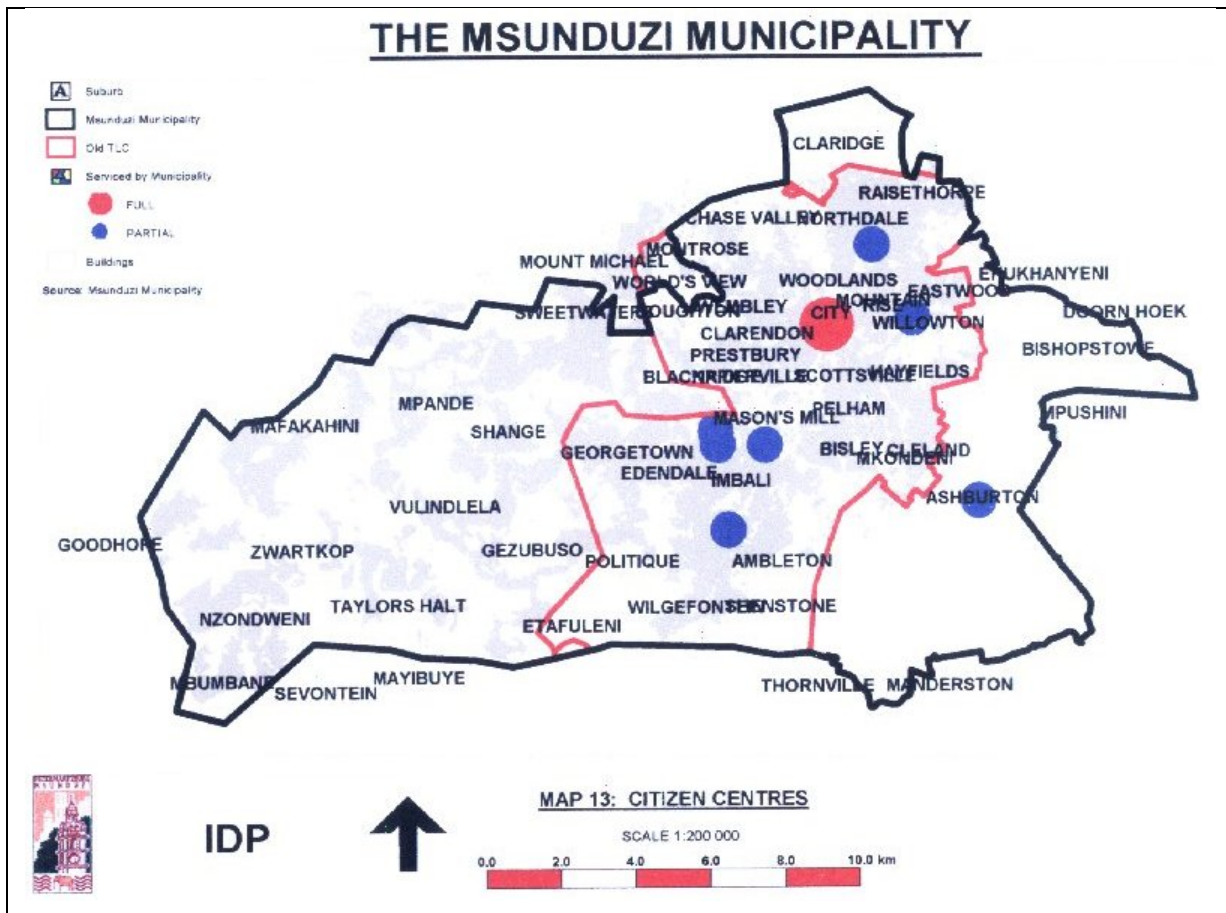 THE MSUNDUZI MUNICIPALITY
A Suburb
Msunduzi Municipality
Old TLC
Serviced by Municipality
FULL
PARTIAL
Buildings
Source: Msunduzi Municipality
CLARIDGE
RAISETHORPE
CHASE VALLEY
NORTHDALE
MONTROSE
MOUNT MICHAEL
WORLD'S VIEW
WOODLANDS
EHUKHANYENI
EASTWOOD
MOUNTAIN
RISE
SWEETWATER
CITY
WILLOWTON
DOORN HOEK
CLARENDON
BISHOPSTOWE
PRESTBURY
SCOTTSVILLE
HAYFIELDS
MPANDE
PELHAM
MPUSHINI
MAFAKAHINI
SHANGE
MASON'S MILL
GEORGETOWN
BISLEY
CLELAND
MKONDENI
EDENDALE
IMBALI
ASHBURTON
VULINDLELA
GOODHOPE
ZWARTKOP
GEZUBUSO
POLITIQUE
AMBLETON
TAYLORS HALT
NZONDWENI
ETAFULENI
MAYIBUYE
SEVONTEIN
THORNVILLE
MANDERSTON
IDP
MAP 13: CITIZEN CENTRES
SCALE 1:200 000
0.0 2.0 4.0 6.0 8.0 10.0 km